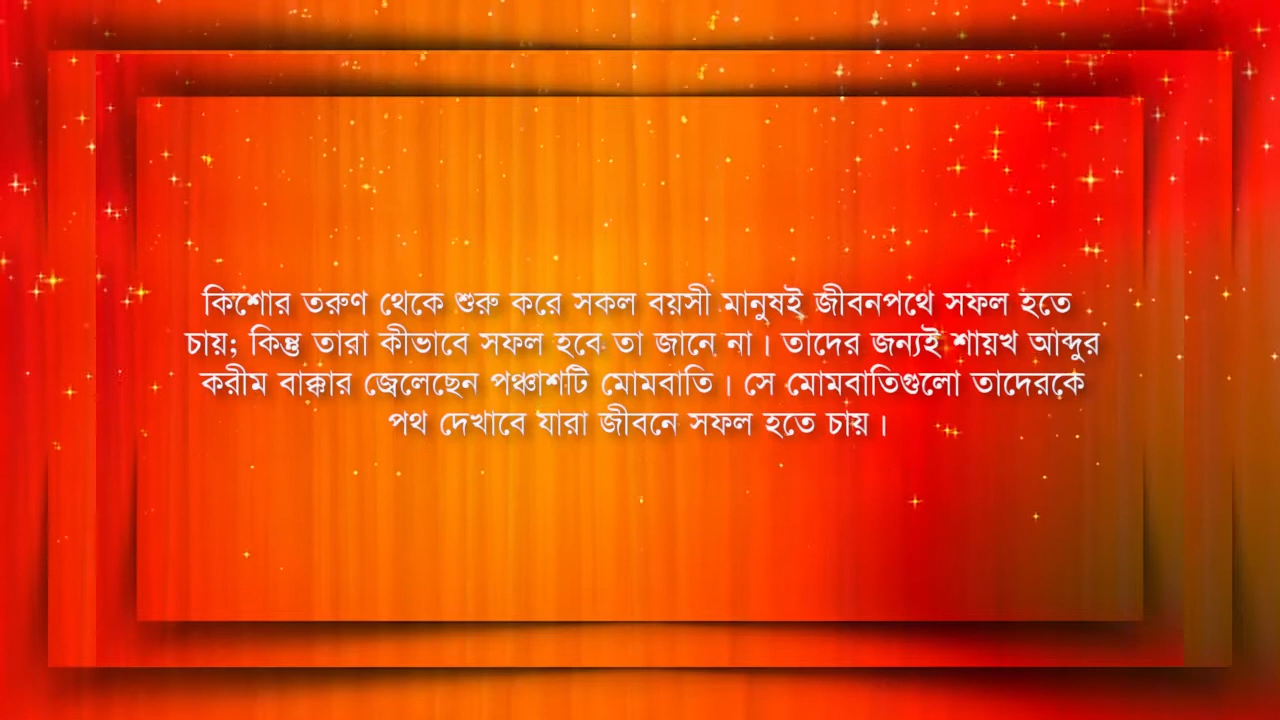 কিশোর তরুণ থেকে শুরু করে সকল বয়সী মানুষই জীবনপথে সফল হতে
চায়; কিন্তু তারা কীভাবে সফল হবে তা জানে না। তাদের জন্যই শায়খ আব্দুর
করীম বাক্কার জ্বেলেছেন পঞ্চাশটি মোমবাতি। সে মোমবাতিগুলো তাদেরকে
পথ দেখাবে যারা জীবনে সফল হতে চায়।